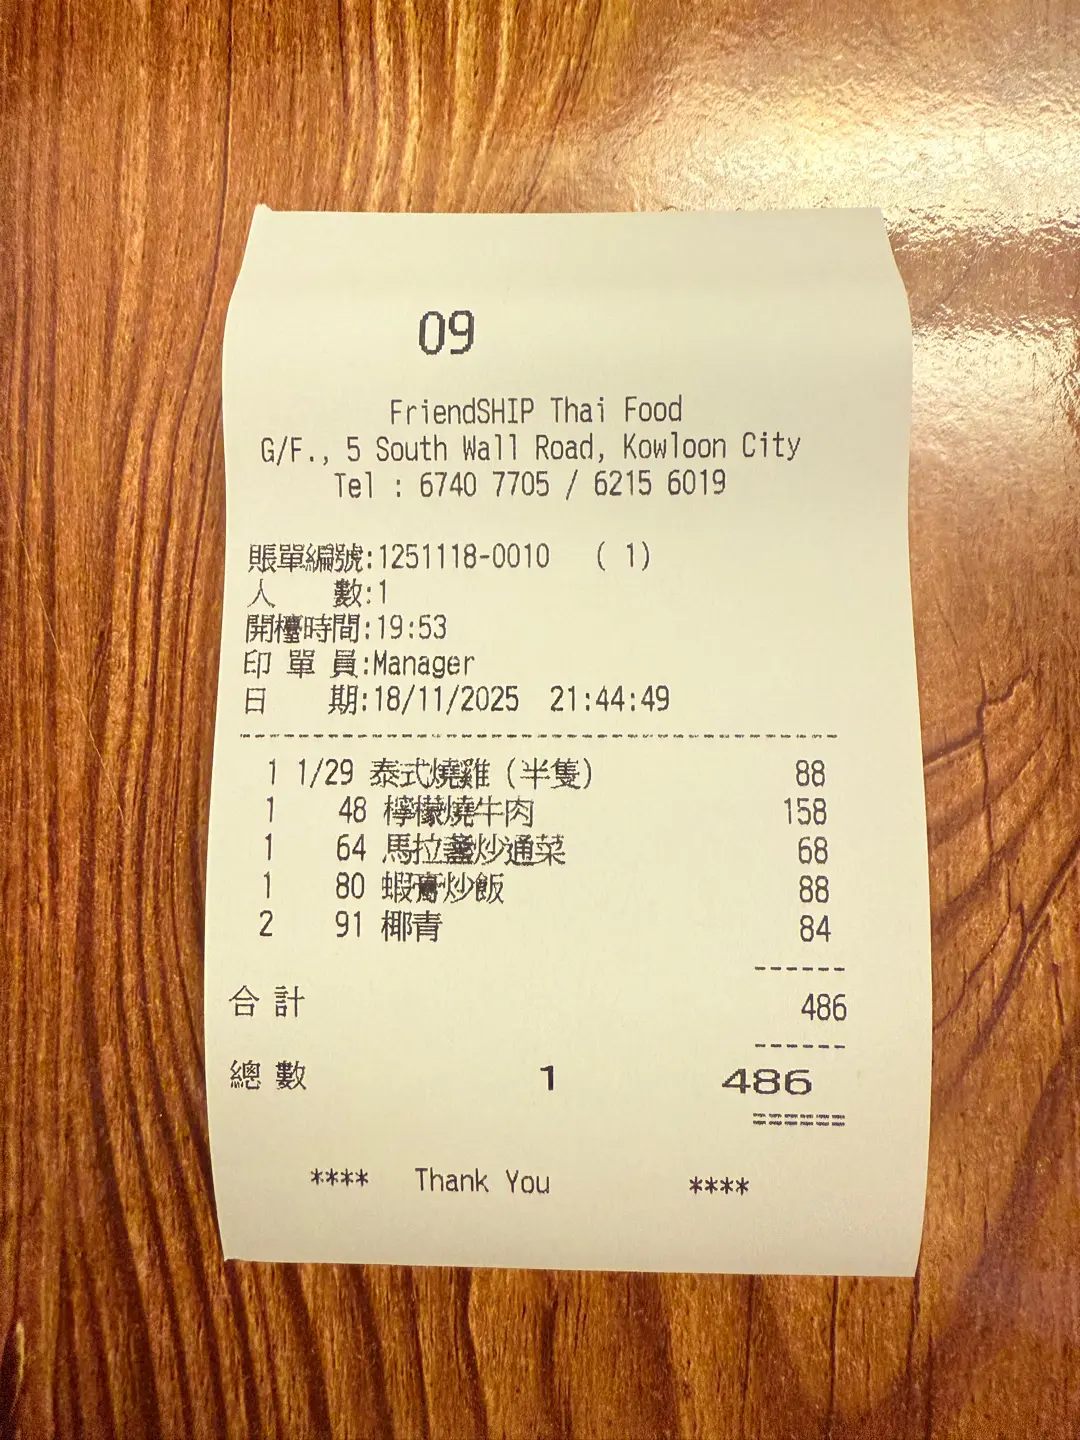 09
FriendSHIP Thai Food
G/F., 5 South Wall Road, Kowloon City
Tel : 6740 7705 / 6215 6019
賬單編號:1251118-0010 ( 1)
人 數:1
開檯時間:19:53
印 單 員:Manager
日 期:18/11/2025 21:44:49
1 1/29 泰式燒雞(半隻) 88
1 48 檸檬燒牛肉 158
1 64 馬拉盞炒通菜 68
1 80 蝦膏炒飯 88
2 91 椰青 84
合 計 486
總 數 1 486
**** Thank You ****